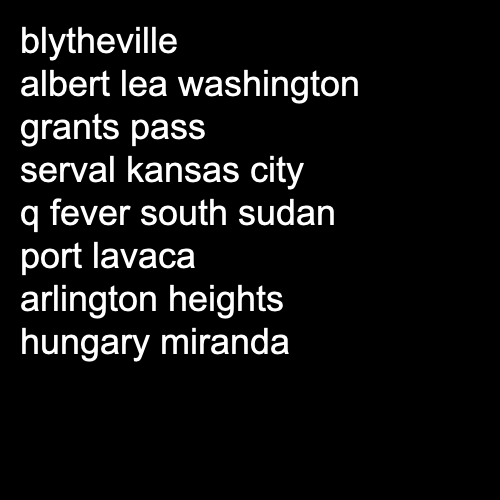 blytheville
albert lea washington
grants pass
serval kansas city
q fever south sudan
port lavaca
arlington heights
hungary miranda